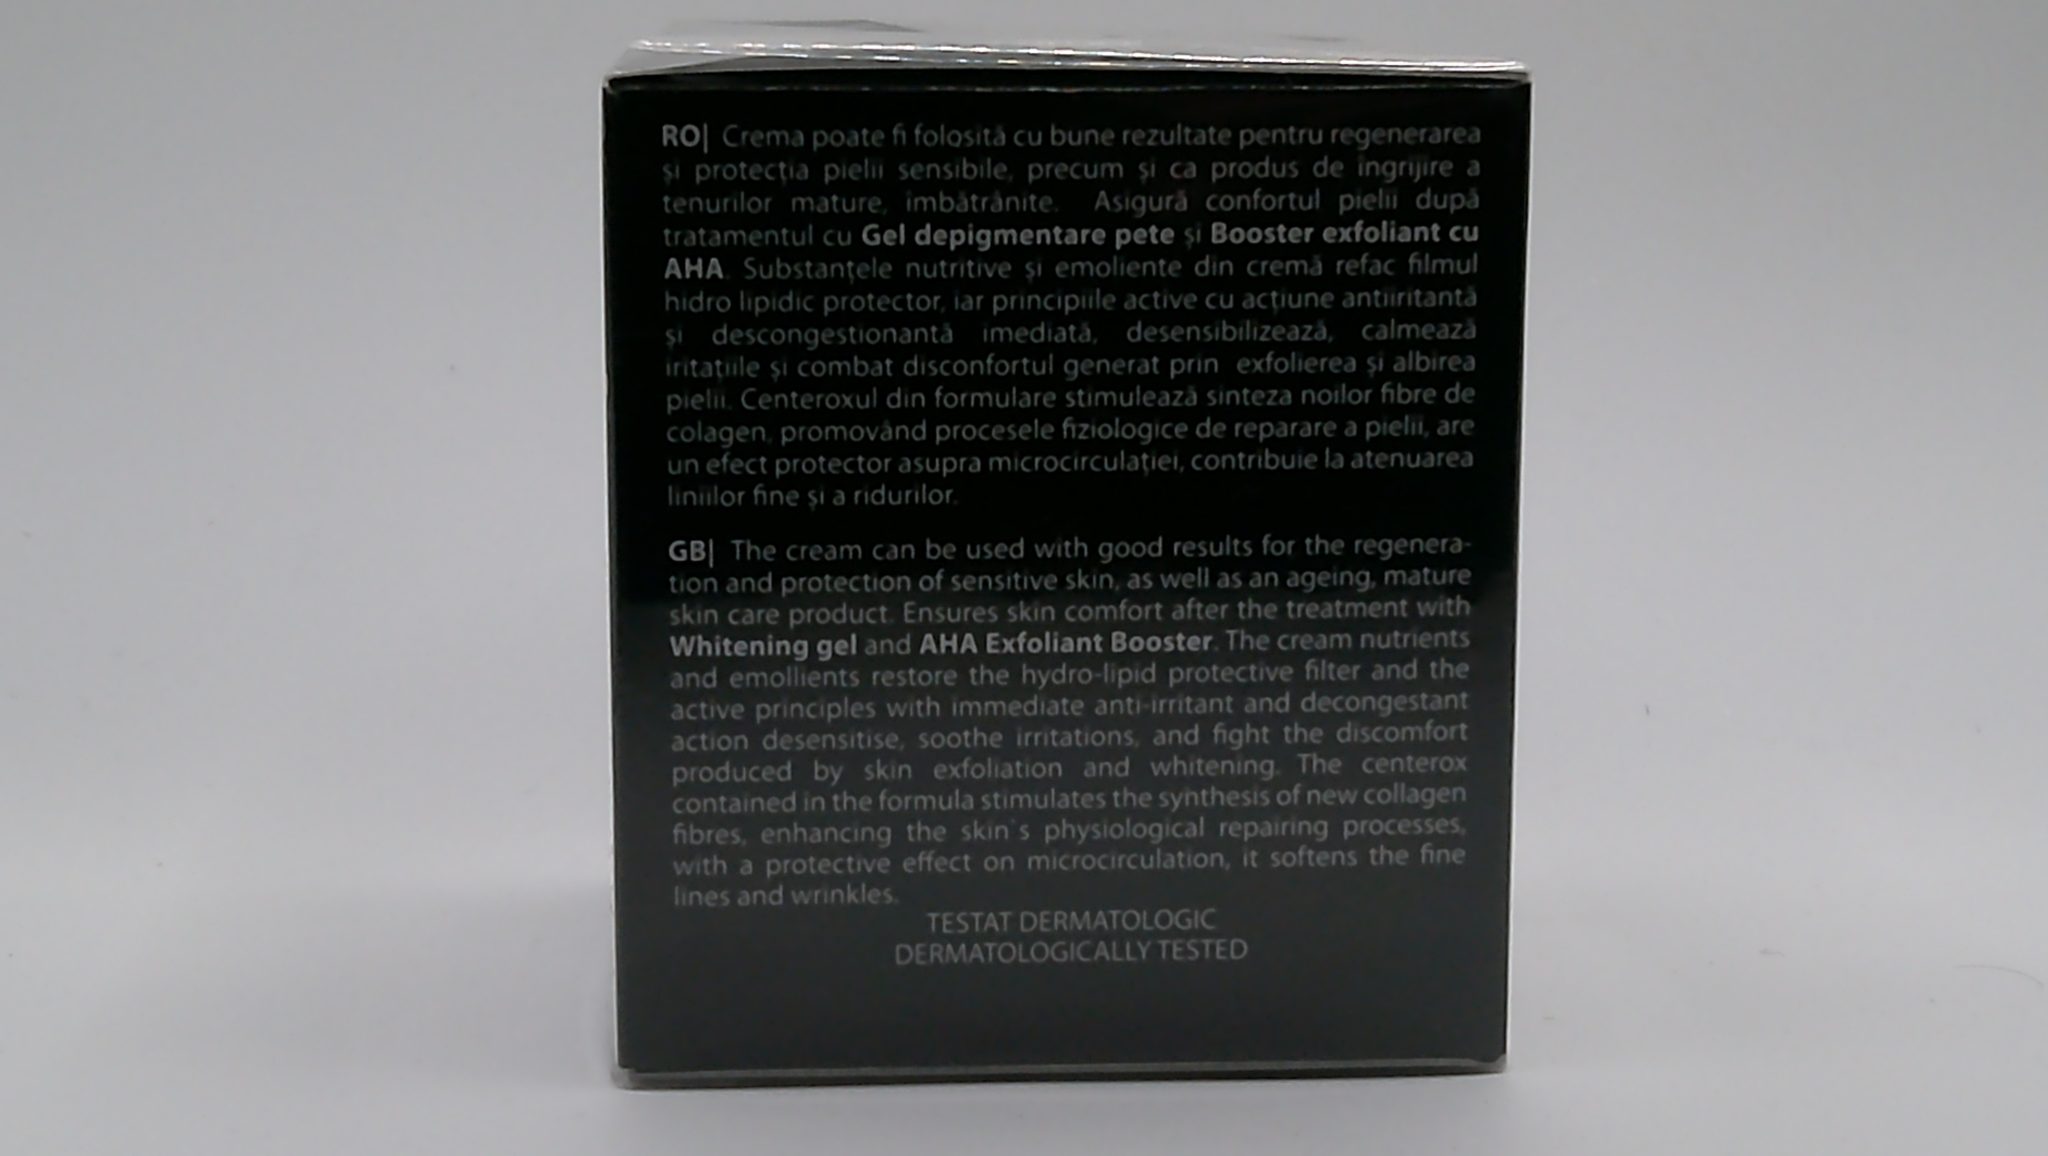 RO| Crema poate fi folosită cu bune rezultate pentru regenerarea
și protecția pielii sensibile, precum și ca produs de îngrijire a
tenurilor mature, îmbătrânite. Asigură confortul pielii după
tratamentul cu Gel depigmentare pete și Booster exfoliant cu
AHA. Substanțele nutritive și emoliente din cremă refac filmul
hidro lipidic protector, iar principiile active cu acțiune antiiritantă
și descongestionantă imediată, desensibilizează, calmează
iritațiile și combat disconfortul generat prin exfolierea și albirea
pielii. Centeroxul din formulare stimulează sinteza noilor fibre de
colagen, promovând procesele fiziologice de reparare a pielii, are
un efect protector asupra microcirculației, contribuie la atenuarea
liniilor fine și a ridurilor.
GB| The cream can be used with good results for the regenera-
tion and protection of sensitive skin, as well as an ageing, mature
skin care product. Ensures skin comfort after the treatment with
Whitening gel and AHA Exfoliant Booster. The cream nutrients
and emollients restore the hydro-lipid protective filter and the
active principles with immediate anti-irritant and decongestant
action desensitise, soothe irritations, and fight the discomfort
produced by skin exfoliation and whitening. The centerox
contained in the formula stimulates the synthesis of new collagen
fibres, enhancing the skin`s physiological repairing processes,
with a protective effect on microcirculation, it softens the fine
lines and wrinkles.
TESTAT DERMATOLOGIC
DERMATOLOGICALLY TESTED